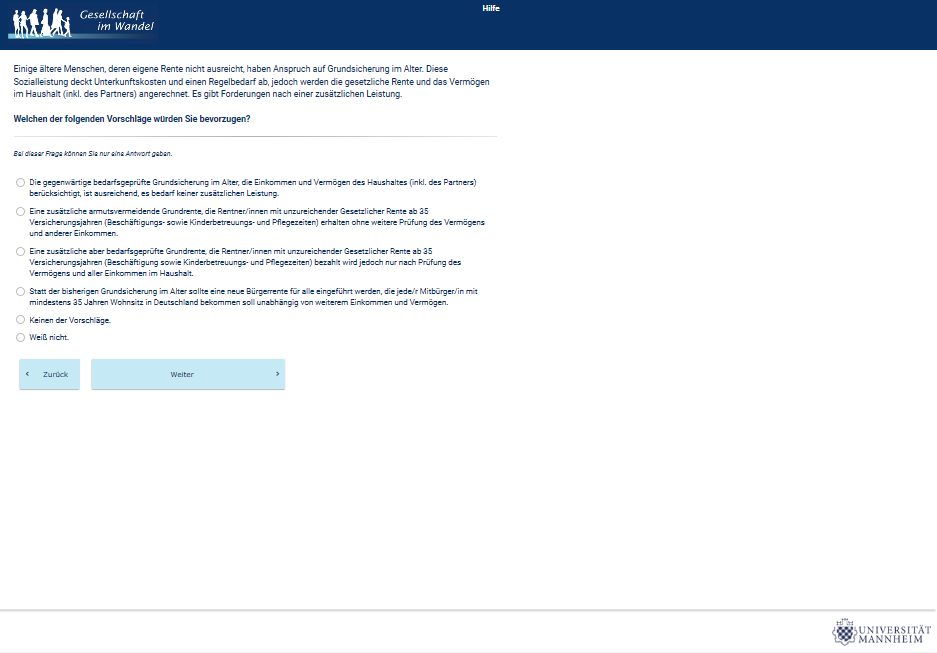 Gesellschaft
im Wandel
Hilfe
Einige ältere Menschen, deren eigene Rente nicht ausreicht, haben Anspruch auf Grundsicherung im Alter. Diese
Sozialleistung deckt Unterkunftskosten und einen Regelbedarf ab, jedoch werden die gesetzliche Rente und das Vermögen
im Haushalt (inkl. des Partners) angerechnet. Es gibt Forderungen nach einer zusätzlichen Leistung.
Welchen der folgenden Vorschläge würden Sie bevorzugen?
Bei dieser Frage können Sie nur eine Antwort geben.
Die gegenwärtige bedarfsgeprüfte Grundsicherung im Alter, die Einkommen und Vermögen des Haushaltes (inkl. des Partners)
berücksichtigt, ist ausreichend, es bedarf keiner zusätzlichen Leistung.
Eine zusätzliche armutsvermeidende Grundrente, die Rentner/innen mit unzureichender Gesetzlicher Rente ab 35
Versicherungsjahren (Beschäftigungs- sowie Kinderbetreuungs- und Pflegezeiten) erhalten ohne weitere Prüfung des Vermögens
und anderer Einkommen.
Eine zusätzliche aber bedarfsgeprüfte Grundrente, die Rentner/innen mit unzureichender Gesetzlicher Rente ab 35
Versicherungsjahren (Beschäftigung sowie Kinderbetreuungs- und Pflegezeiten) bezahlt wird jedoch nur nach Prüfung des
Vermögens und aller Einkommen im Haushalt.
Statt der bisherigen Grundsicherung im Alter sollte eine neue Bürgerrente für alle eingeführt werden, die jede/r Mitbürger/in mit
mindestens 35 Jahren Wohnsitz in Deutschland bekommen soll unabhängig von weiterem Einkommen und Vermögen.
Keinen der Vorschläge.
Weiß nicht.
‹ Zurück
Weiter ›
UNIVERSITÄT
MANNHEIM